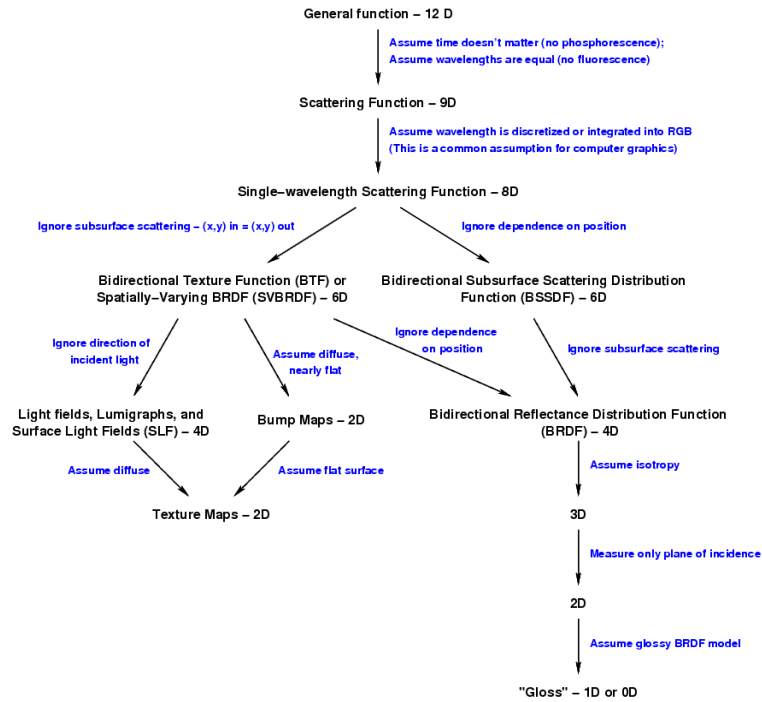 General function – 12 D
Assume time doesn't matter (no phosphorescence);
Assume wavelengths are equal (no fluorescence)
Scattering Function – 9D
Assume wavelength is discretized or integrated into RGB
(This is a common assumption for computer graphics)
Single–wavelength Scattering Function – 8D
Ignore subsurface scattering – (x,y) in = (x,y) out
Ignore dependence on position
Bidirectional Texture Function (BTF) or
Spatially–Varying BRDF (SVBRDF) – 6D
Bidirectional Subsurface Scattering Distribution
Function (BSSDF) – 6D
Ignore direction of
incident light
Assume diffuse,
nearly flat
Ignore dependence
on position
Ignore subsurface scattering
Light fields, Lumigraphs, and
Surface Light Fields (SLF) – 4D
Bump Maps – 2D
Bidirectional Reflectance Distribution Function
(BRDF) – 4D
Assume diffuse
Assume flat surface
Assume isotropy
Texture Maps – 2D
3D
Measure only plane of incidence
2D
Assume glossy BRDF model
"Gloss" – 1D or 0D